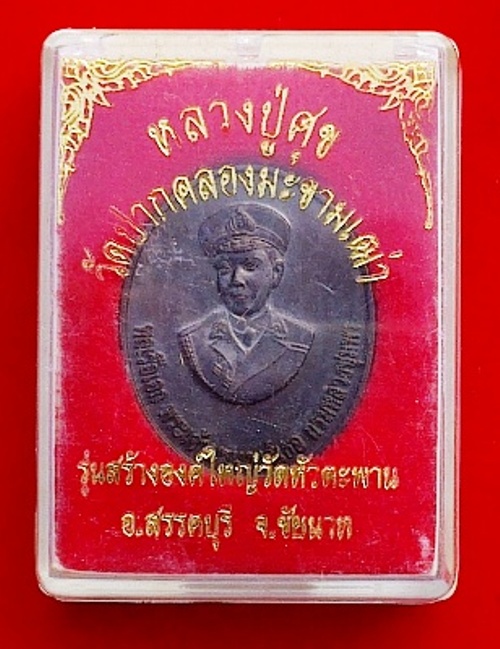 หลวงปู่ศุข
วัดปากคลองมะขามเฒ่า
รุ่นสร้างองค์ใหญ่วัดหัวตะพาน
อ.สรรคบุรี จ.ชัยนาท